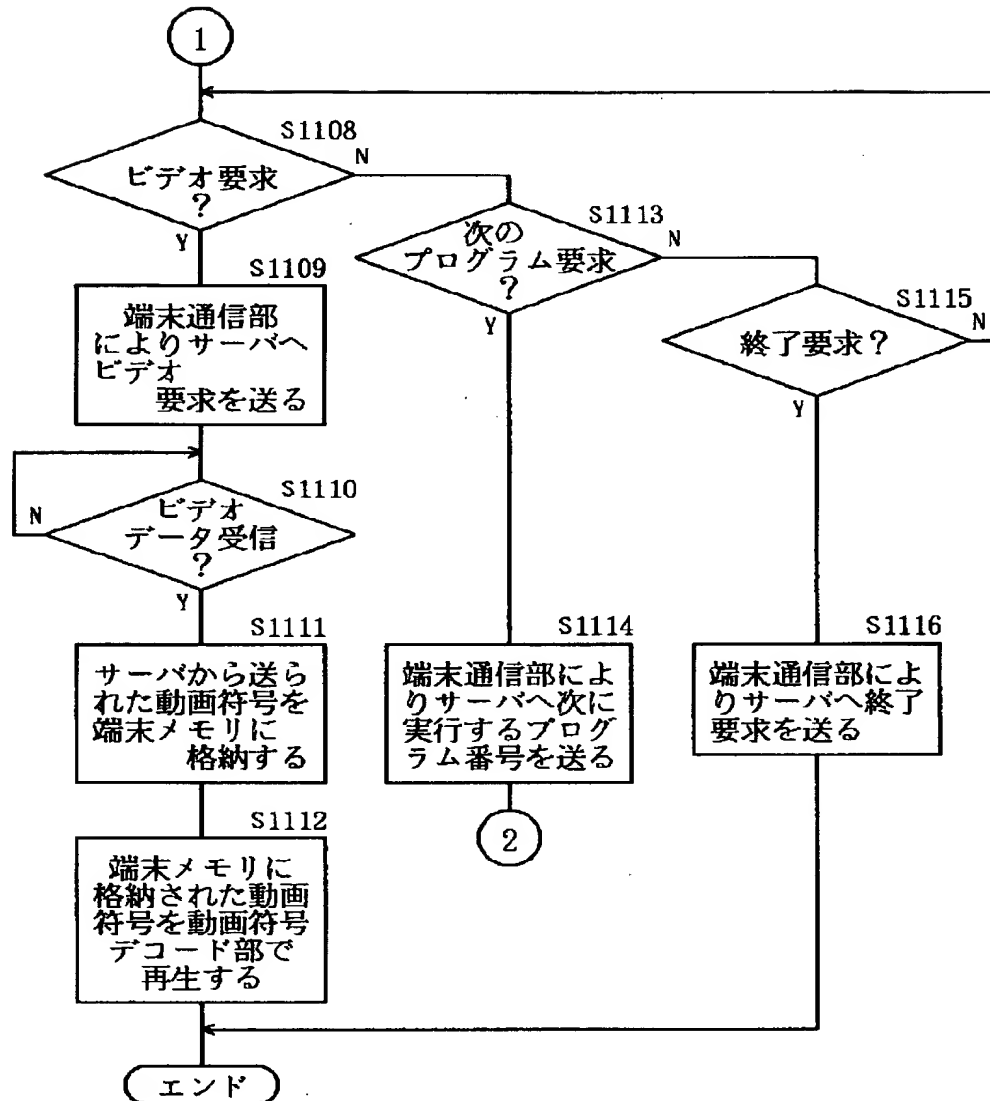 1
S1108
ビデオ要求
?
N
Y
S1109
端末通信部
によりサーバへ
ビデオ
要求を送る
S1110
ビデオ
データ受信
?
N
Y
S1111
サーバから送ら
れた動画符号を
端末メモリに
格納する
S1112
端末メモリに
格納された動画
符号を動画符号
デコード部で
再生する
エンド
S1113
次の
プログラム要求
?
N
Y
S1114
端末通信部によ
りサーバへ次に
実行するプログ
ラム番号を送る
2
S1115
終了要求?
N
Y
S1116
端末通信部によ
りサーバへ終了
要求を送る